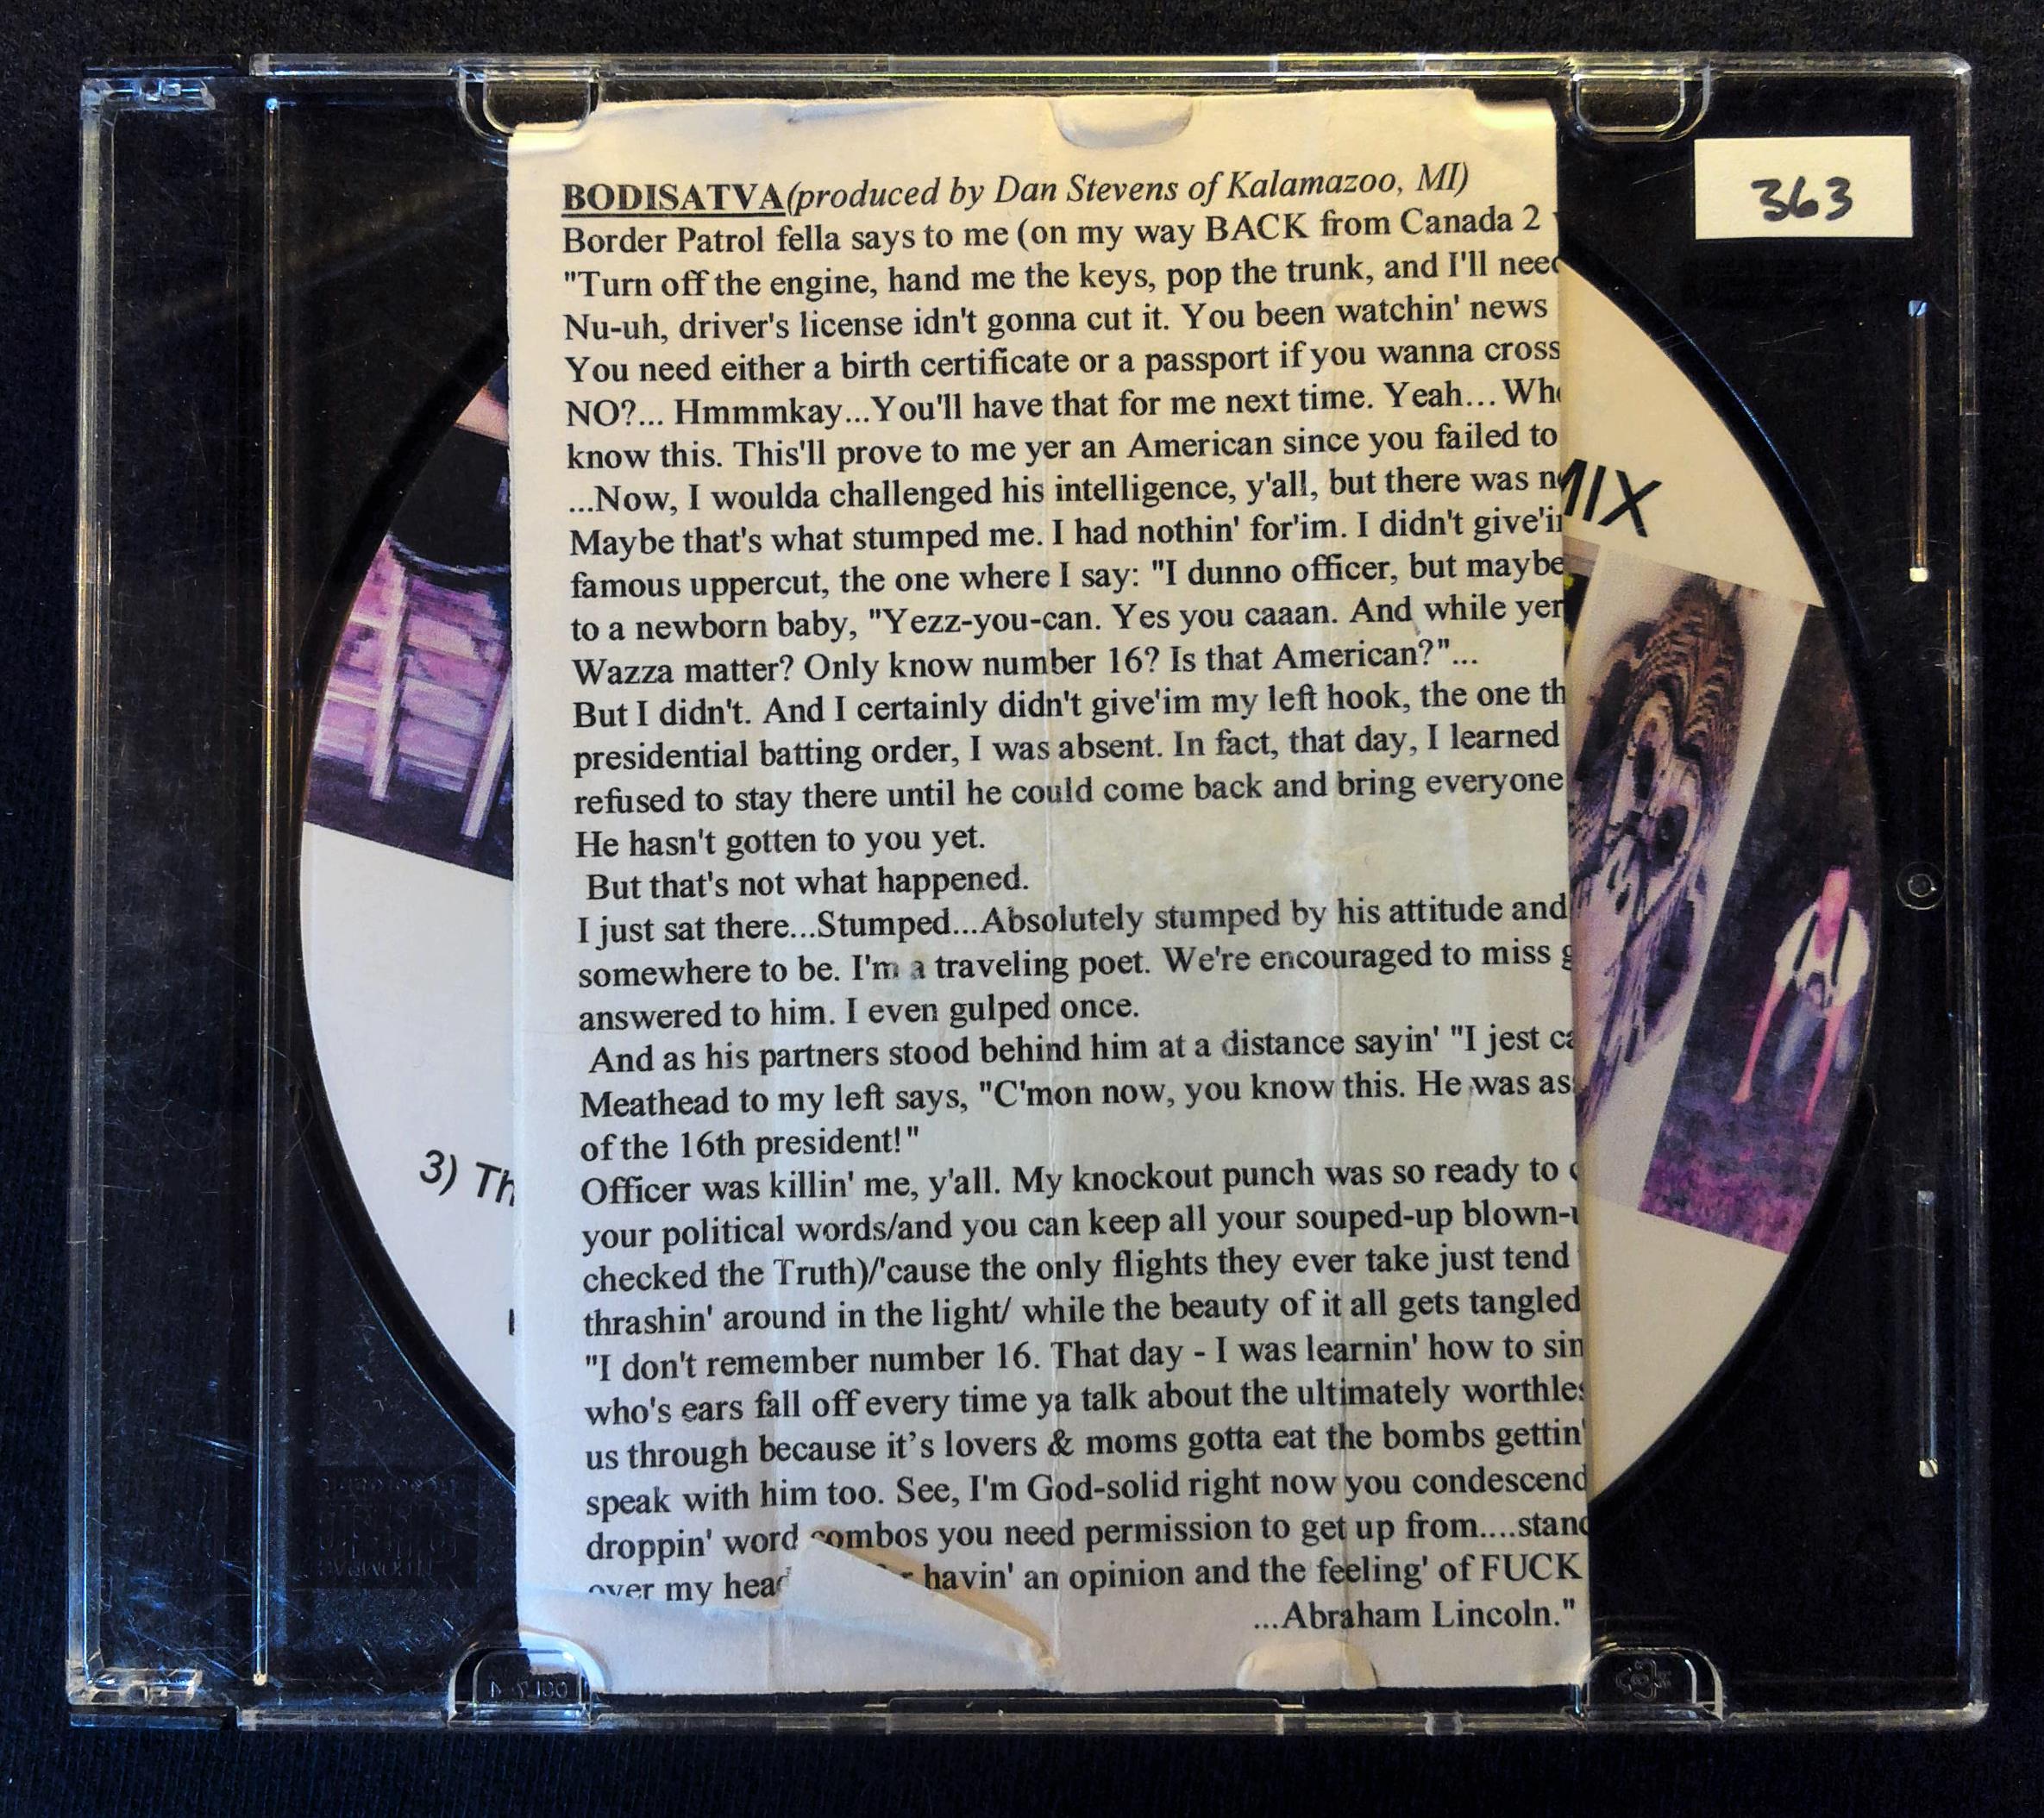 BODISATVA(produced by Dan Stevens of Kalamazoo, MI)
Border Patrol fella says to me (on my way BACK from Canada 2
"Turn off the engine, hand me the keys, pop the trunk, and I'll need
Nu-uh, driver's license idn't gonna cut it. You been watchin' news
You need either a birth certificate or a passport if you wanna cross
NO?... Hmmmkay...You'll have that for me next time. Yeah... Who
know this. This'll prove to me yer an American since you failed to
...Now, I woulda challenged his intelligence, y'all, but there was
Maybe that's what stumped me. I had nothin' for'im. I didn't
famous uppercut, the one where I say: "I dunno officer, but maybe
to a newborn baby, "Yezz-you-can. Yes you caaan. And while yer
Wazza matter? Only know number 16? Is that American?"...
But I didn't. And I certainly didn't give'im my left hook, the one th
presidential batting order, I was absent. In fact, that day, I learned
refused to stay there until he could come back and bring everyone
He hasn't gotten to you yet.
But that's not what happened.
I just sat there...Stumped...Absolutely stumped by his attitude and
somewhere to be. I'm a traveling poet. We're encouraged to miss
answered to him. I even gulped once.
And as his partners stood behind him at a distance sayin' "I jest
Meathead to my left says, "C'mon now, you know this. He was as
of the 16th president!"
Officer was killin' me, y'all. My knockout punch was so ready to
your political words/and you can keep all your souped-up blown-
checked the Truth)/'cause the only flights they ever take just tend
thrashin' around in the light/ while the beauty of it all gets tangled
"I don't remember number 16. That day - I was learnin' how to sin
who's ears fall off every time ya talk about the ultimately worthles
us through because it's lovers & moms gotta eat the bombs gettin'
speak with him too. See, I'm God-solid right now you condescend
droppin' word combos you need permission to get up from....stand
over my head havin' an opinion and the feeling' of FUCK
...Abraham Lincoln."
363
MIX
3) Th